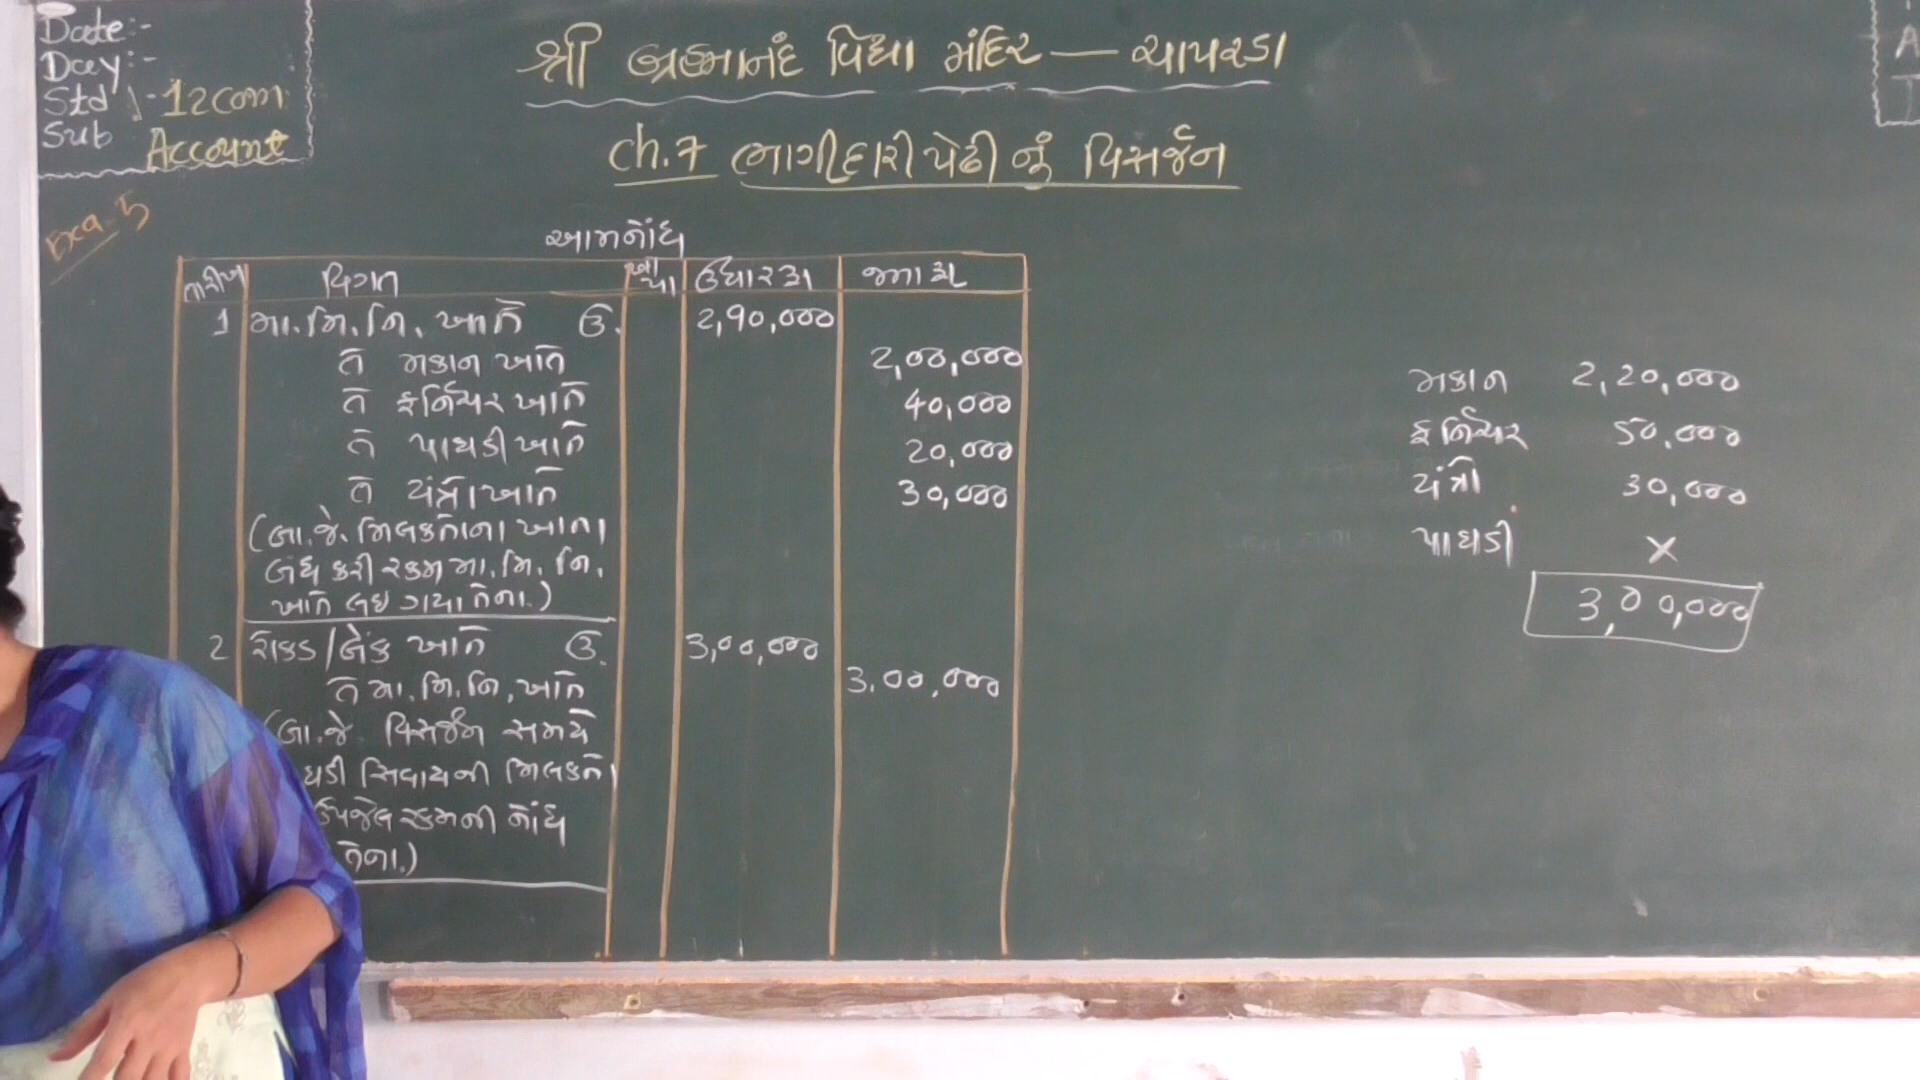 Date:-
Day:-
Std :- 12 com
Sub Account
શ્રી બ્રહ્માનંદ વિદ્યા મંદિર — ચાપરડા
ch.7 ભાગીદારી પેઢીનું વિસર્જન
Exa-5
આમનોંધ
તારીખ વિગત ખા પા ઉધાર રૂા જમા રૂા
1 મા. મિ. નિ. ખાતે ઉ. 2,90,000
તે મકાન ખાતે 2,00,000
તે ફર્નિચર ખાતે 40,000
તે પાઘડી ખાતે 20,000
તે યંત્રો ખાતે 30,000
(બા.જે. મિલકતોના ખાતા
બંધ કરી રકમ મા. મિ. નિ.
ખાતે લઇ ગયા તેના.)
2 રોકડ/બેંક ખાતે ઉ. 3,00,000
તે મા. મિ. નિ. ખાતે 3,00,000
(બા.જે. વિસર્જન સમયે
ઘડી સિવાયની મિલકતો
ઉપજેલ રકમની નોંધ
તેના.)
મકાન 2,20,000
ફર્નિચર 50,000
યંત્રો 30,000
પાઘડી X
3,00,000
A